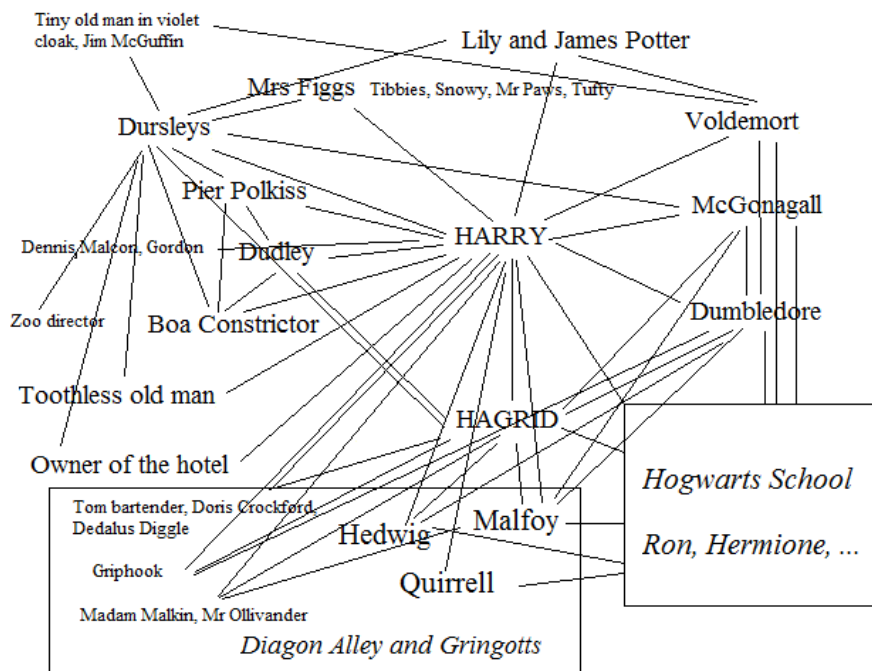 Tiny old man in violet
cloak, Jim McGuffin
Lily and James Potter
Mrs Figgs
Tibbies, Snowy, Mr Paws, Tufty
Dursleys
Voldemort
Pier Polkiss
McGonagall
HARRY
Dennis, Malcon, Gordon
Dudley
Zoo director
Boa Constrictor
Dumbledore
Toothless old man
HAGRID
Owner of the hotel
Hogwarts School
Ron, Hermione, ...
Tom bartender, Doris Crockford,
Dedalus Diggle
Hedwig
Malfoy
Griphook
Quirrell
Madam Malkin, Mr Ollivander
Diagon Alley and Gringotts